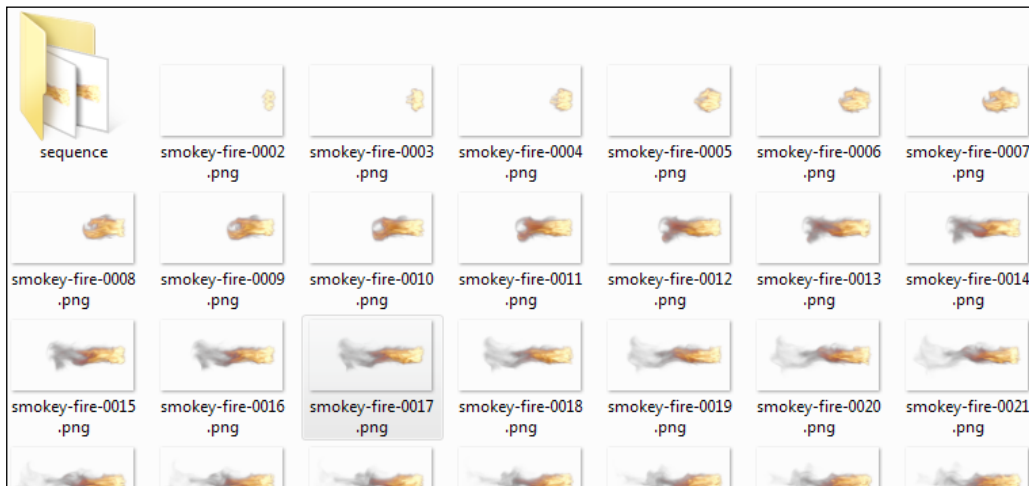 sequence
smokey-fire-0002
.png
smokey-fire-0003
.png
smokey-fire-0004
.png
smokey-fire-0005
.png
smokey-fire-0006
.png
smokey-fire-0007
.png
smokey-fire-0008
.png
smokey-fire-0009
.png
smokey-fire-0010
.png
smokey-fire-0011
.png
smokey-fire-0012
.png
smokey-fire-0013
.png
smokey-fire-0014
.png
smokey-fire-0015
.png
smokey-fire-0016
.png
smokey-fire-0017
.png
smokey-fire-0018
.png
smokey-fire-0019
.png
smokey-fire-0020
.png
smokey-fire-0021
.png